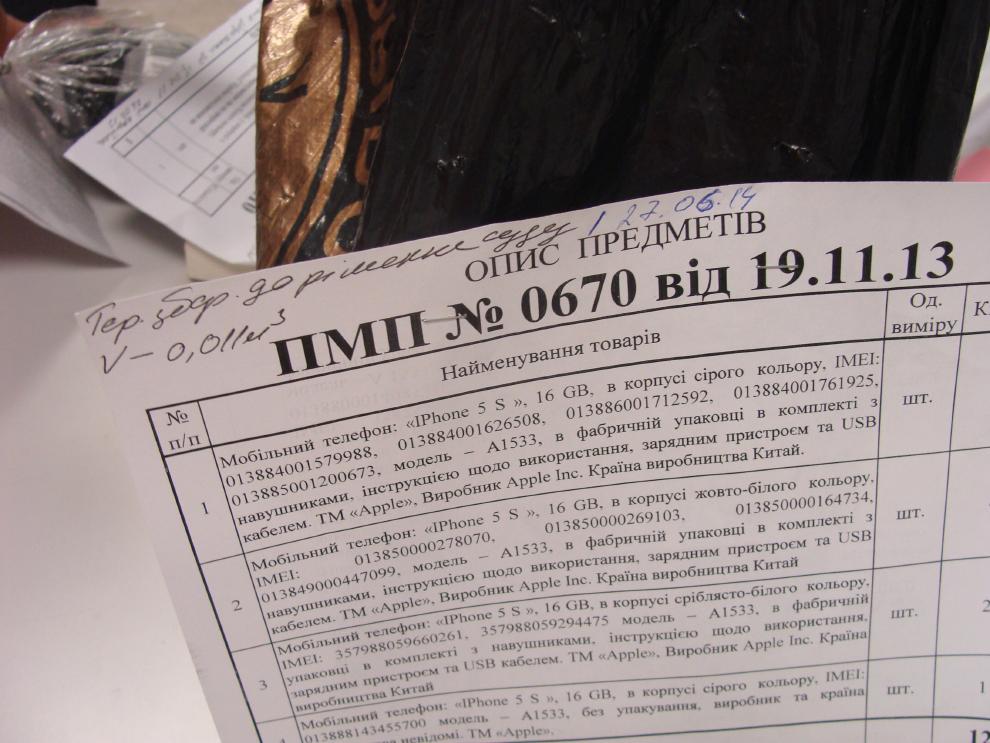 Тер. збер. до рішення суду / 27.06.14
V – 0,011м³
ОПИС ПРЕДМЕТІВ
ПМП № 0670 від 19.11.13
№ п/п
Найменування товарів
Од. виміру
1
Мобільний телефон: «IPhone 5 S », 16 GB, в корпусі сірого кольору, IMEI:
013884001579988, 013884001626508, 013886001712592, 013884001761925,
013885001200673, модель – А1533, в фабричній упаковці в комплекті з
навушниками, інструкцією щодо використання, зарядним пристроєм та USB
кабелем. ТМ «Apple», Виробник Apple Inc. Країна виробництва Китай.
шт.
2
Мобільний телефон: «IPhone 5 S », 16 GB, в корпусі жовто-білого кольору,
IMEI: 013850000278070, 013850000269103, 013850000164734,
013849000447099, модель – А1533, в фабричній упаковці в комплекті з
навушниками, інструкцією щодо використання, зарядним пристроєм та USB
кабелем. ТМ «Apple», Виробник Apple Inc. Країна виробництва Китай
шт.
3
Мобільний телефон: «IPhone 5 S », 16 GB, в корпусі сріблясто-білого кольору,
IMEI: 357988059660261, 357988059294475 модель – А1533, в фабричній
упаковці в комплекті з навушниками, інструкцією щодо використання,
зарядним пристроєм та USB кабелем. ТМ «Apple», Виробник Apple Inc. Країна
виробництва Китай
шт.
2
4
Мобільний телефон: «IPhone 5 S », 16 GB, в корпусі сірого кольору, IMEI:
013888143455700 модель – А1533, без упакування, виробник та країна
невідомі. ТМ «Apple».
шт.
1
12